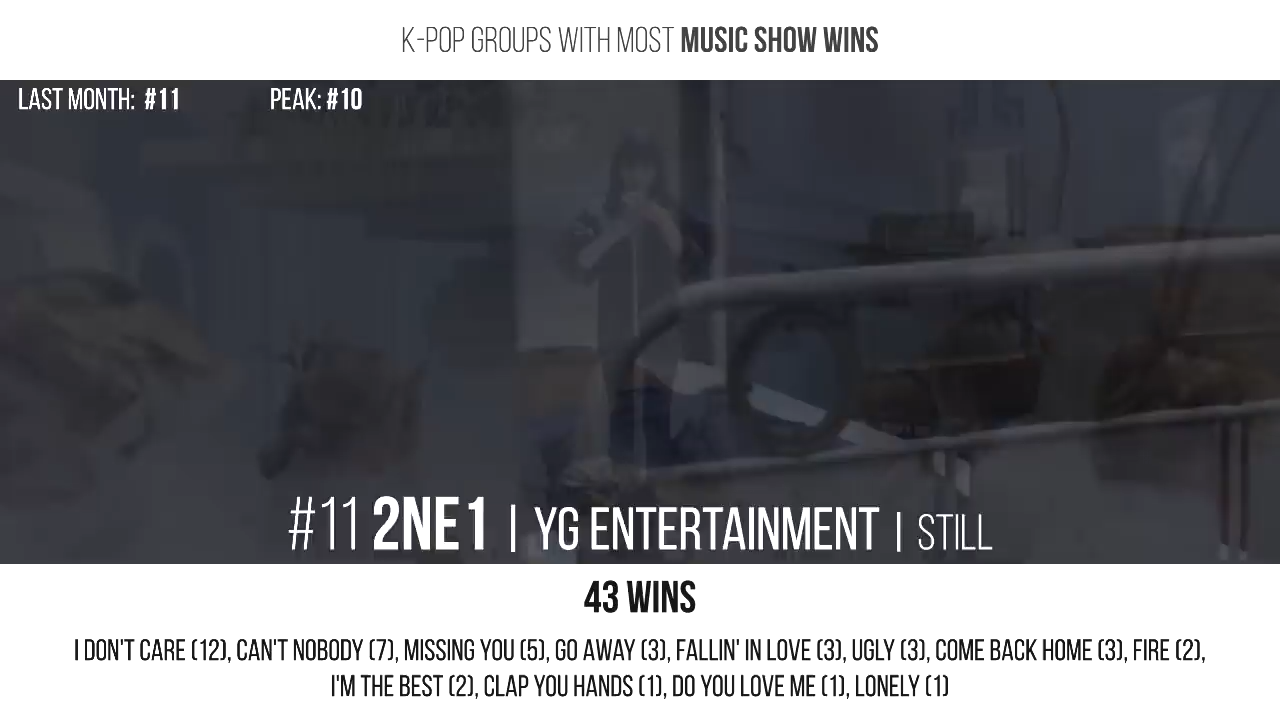 K-POP GROUPS WITH MOST MUSIC SHOW WINS
LAST MONTH: #11 PEAK: #10
#11 2NE1 | YG ENTERTAINMENT | STILL
43 WINS
I DON'T CARE (12), CAN'T NOBODY (7), MISSING YOU (5), GO AWAY (3), FALLIN' IN LOVE (3), UGLY (3), COME BACK HOME (3), FIRE (2),
I'M THE BEST (2), CLAP YOU HANDS (1), DO YOU LOVE ME (1), LONELY (1)